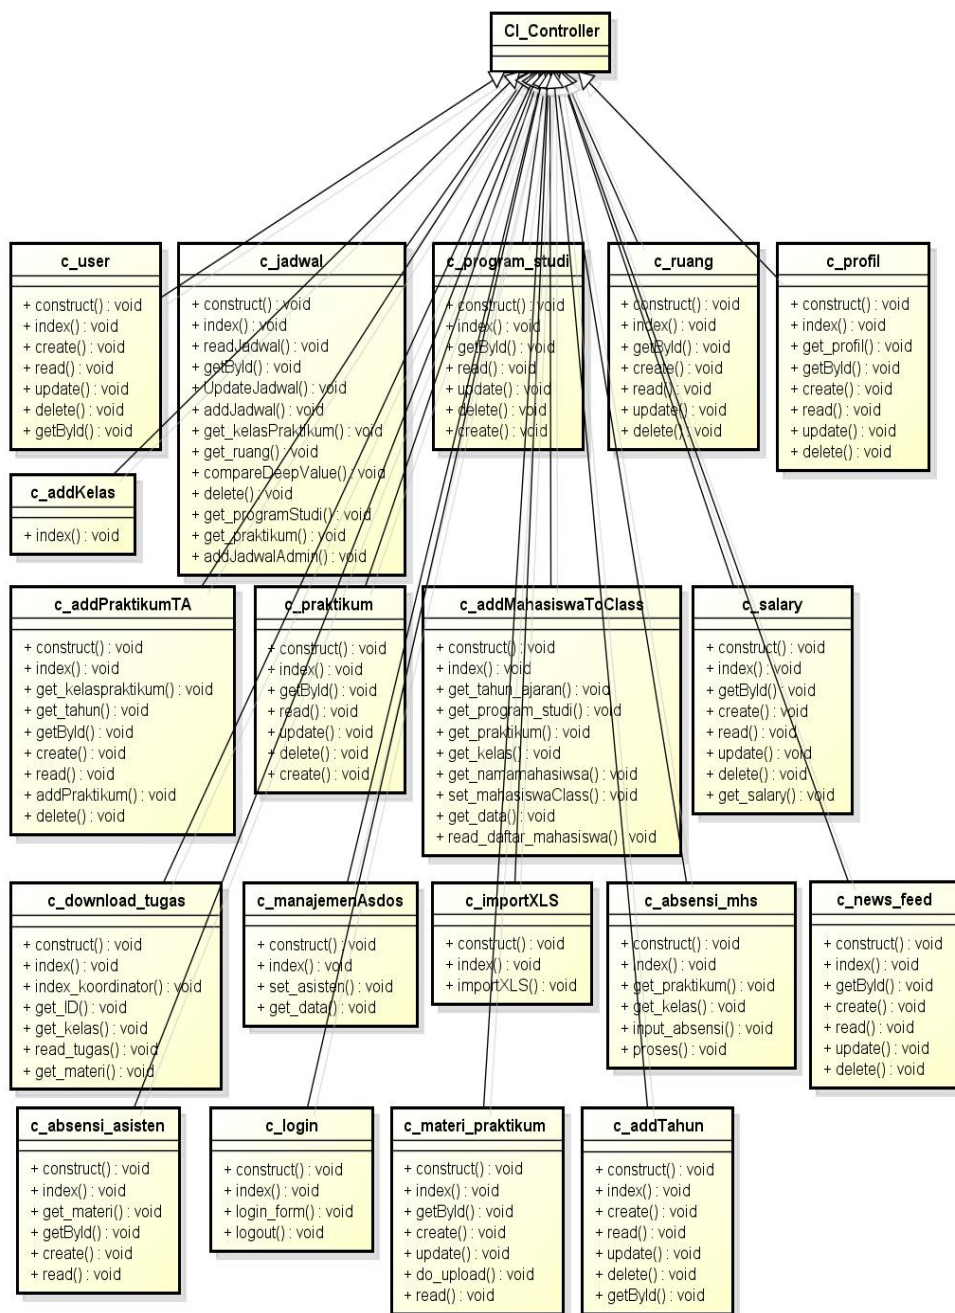 CI_Controller
c_user
+ construct() : void
+ index() : void
+ create() : void
+ read() : void
+ update() : void
+ delete() : void
+ getById() : void
c_jadwal
+ construct() : void
+ index() : void
+ readJadwal() : void
+ getById() : void
+ UpdateJadwal() : void
+ addJadwal() : void
+ get_kelasPraktikum() : void
+ get_ruang() : void
+ compareDeepValue() : void
+ delete() : void
+ get_programStudi() : void
+ get_praktikum() : void
+ addJadwalAdmin() : void
c_program_studi
+ construct() : void
+ index() : void
+ getById() : void
+ read() : void
+ update() : void
+ delete() : void
+ create() : void
c_ruang
+ construct() : void
+ index() : void
+ getById() : void
+ create() : void
+ read() : void
+ update() : void
+ delete() : void
c_profil
+ construct() : void
+ index() : void
+ get_profil() : void
+ getById() : void
+ create() : void
+ read() : void
+ update() : void
+ delete() : void
c_addKelas
+ index() : void
c_addPraktikumTA
+ construct() : void
+ index() : void
+ get_kelaspraktikum() : void
+ get_tahun() : void
+ getById() : void
+ create() : void
+ read() : void
+ addPraktikum() : void
+ delete() : void
c_praktikum
+ construct() : void
+ index() : void
+ getById() : void
+ read() : void
+ update() : void
+ delete() : void
+ create() : void
c_addMahasiswaToClass
+ construct() : void
+ index() : void
+ get_tahun_ajaran() : void
+ get_program_studi() : void
+ get_praktikum() : void
+ get_kelas() : void
+ get_namamahasiwsa() : void
+ set_mahasiswaClass() : void
+ get_data() : void
+ read_daftar_mahasiswa() : void
c_salary
+ construct() : void
+ index() : void
+ getById() : void
+ create() : void
+ read() : void
+ update() : void
+ delete() : void
+ get_salary() : void
c_download_tugas
+ construct() : void
+ index() : void
+ index_koordinator() : void
+ get_ID() : void
+ get_kelas() : void
+ read_tugas() : void
+ get_materi() : void
c_manajemenAsdos
+ construct() : void
+ index() : void
+ set_asisten() : void
+ get_data() : void
c_importXLS
+ construct() : void
+ index() : void
+ importXLS() : void
c_absensi_mhs
+ construct() : void
+ index() : void
+ get_praktikum() : void
+ get_kelas() : void
+ input_absensi() : void
+ proses() : void
c_news_feed
+ construct() : void
+ index() : void
+ getById() : void
+ create() : void
+ read() : void
+ update() : void
+ delete() : void
c_absensi_asisten
+ construct() : void
+ index() : void
+ get_materi() : void
+ getById() : void
+ create() : void
+ read() : void
c_login
+ construct() : void
+ index() : void
+ login_form() : void
+ logout() : void
c_materi_praktikum
+ construct() : void
+ index() : void
+ getById() : void
+ create() : void
+ update() : void
+ do_upload() : void
+ read() : void
c_addTahun
+ construct() : void
+ index() : void
+ create() : void
+ read() : void
+ update() : void
+ delete() : void
+ getById() : void